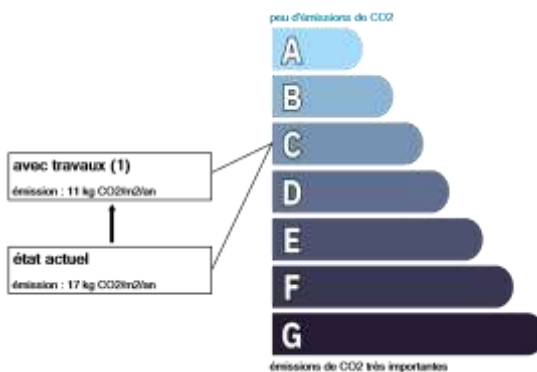 peu d'émissions de CO2
A
B
C
D
E
F
G
émissions de CO2 très importantes
avec travaux (1)
émission : 11 kg CO2/m2/an
état actuel
émission : 17 kg CO2/m2/an